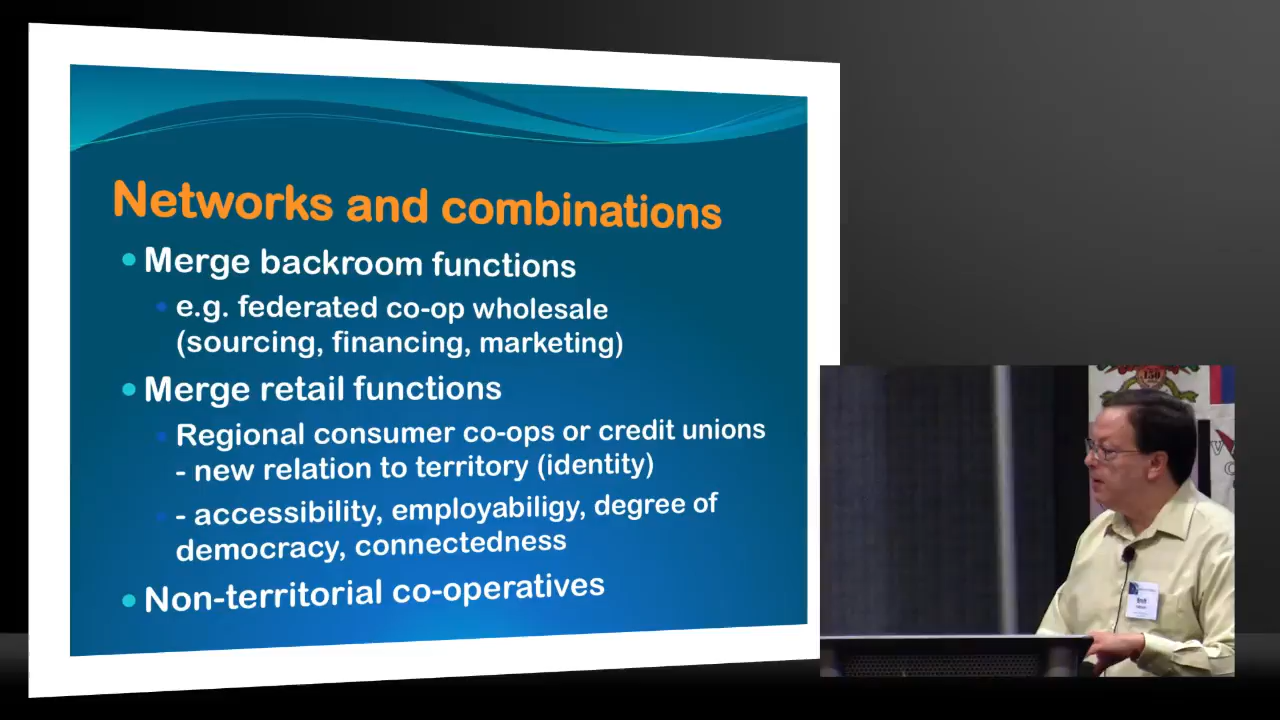 Networks and combinations
Merge backroom functions
e.g. federated co-op wholesale
(sourcing, financing, marketing)
Merge retail functions
Regional consumer co-ops or credit unions
- new relation to territory (identity)
- accessibility, employabiligy, degree of
democracy, connectedness
Non-territorial co-operatives
150